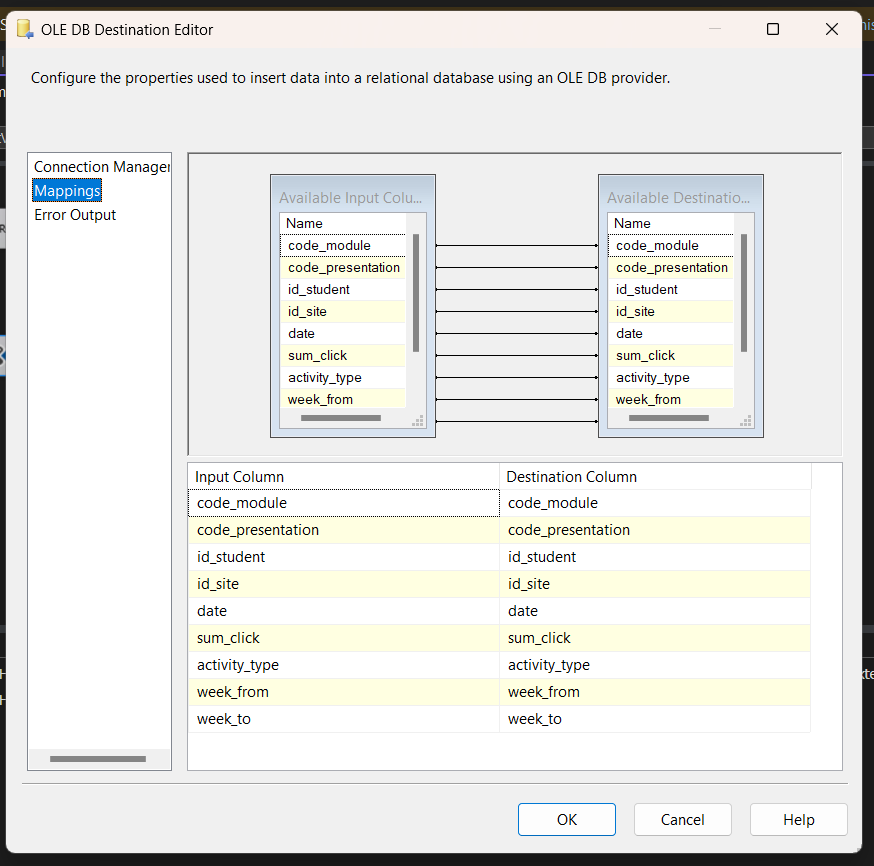 OLE DB Destination Editor
Configure the properties used to insert data into a relational database using an OLE DB provider.
Connection Manager
Mappings
Error Output
Available Input Colu...
Name
code_module
code_presentation
id_student
id_site
date
sum_click
activity_type
week_from
Available Destinatio...
Name
code_module
code_presentation
id_student
id_site
date
sum_click
activity_type
week_from
Input Column Destination Column
code_module code_module
code_presentation code_presentation
id_student id_student
id_site id_site
date date
sum_click sum_click
activity_type activity_type
week_from week_from
week_to week_to
OK Cancel Help